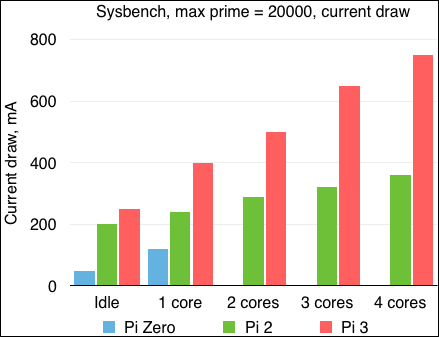 Sysbench, max prime = 20000, current draw
Current draw, mA
800
600
400
200
0
Idle 1 core 2 cores 3 cores 4 cores
Pi Zero Pi 2 Pi 3